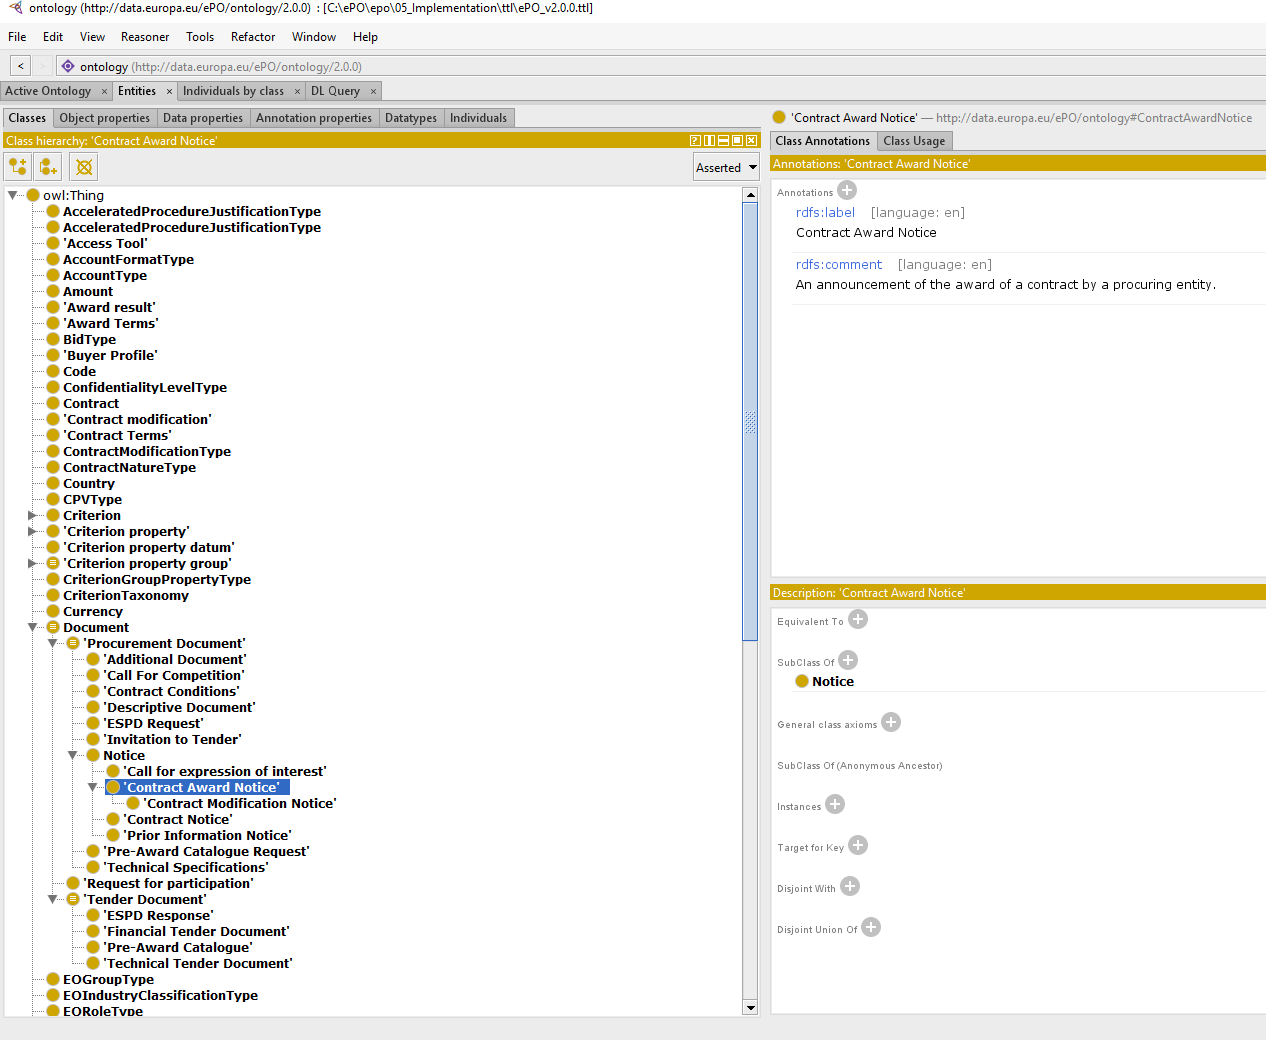 ontology (http://data.europa.eu/ePO/ontology/2.0.0)  : [C:\ePO\epo\05_Implementation\ttl\ePO_v2.0.0.ttl]
File Edit View Reasoner Tools Refactor Window Help
< > ontology (http://data.europa.eu/ePO/ontology/2.0.0)
Active Ontology × Entities × Individuals by class × DL Query ×
Classes Object properties Data properties Annotation properties Datatypes Individuals
Class hierarchy: 'Contract Award Notice'
Asserted
owl:Thing
AcceleratedProcedureJustificationType
AcceleratedProcedureJustificationType
'Access Tool'
AccountFormatType
AccountType
Amount
'Award result'
'Award Terms'
BidType
'Buyer Profile'
Code
ConfidentialityLevelType
Contract
'Contract modification'
'Contract Terms'
ContractModificationType
ContractNatureType
Country
CPVType
Criterion
'Criterion property'
'Criterion property datum'
'Criterion property group'
CriterionGroupPropertyType
CriterionTaxonomy
Currency
Document
'Procurement Document'
'Additional Document'
'Call For Competition'
'Contract Conditions'
'Descriptive Document'
'ESPD Request'
'Invitation to Tender'
Notice
'Call for expression of interest'
'Contract Award Notice'
'Contract Modification Notice'
'Contract Notice'
'Prior Information Notice'
'Pre-Award Catalogue Request'
'Technical Specifications'
'Request for participation'
'Tender Document'
'ESPD Response'
'Financial Tender Document'
'Pre-Award Catalogue'
'Technical Tender Document'
EOGroupType
EOIndustryClassificationType
EORoleType
'Contract Award Notice' — http://data.europa.eu/ePO/ontology#ContractAwardNotice
Class Annotations Class Usage
Annotations: 'Contract Award Notice'
Annotations
rdfs:label [language: en]
Contract Award Notice
rdfs:comment [language: en]
An announcement of the award of a contract by a procuring entity.
Description: 'Contract Award Notice'
Equivalent To
SubClass Of
Notice
General class axioms
SubClass Of (Anonymous Ancestor)
Instances
Target for Key
Disjoint With
Disjoint Union Of